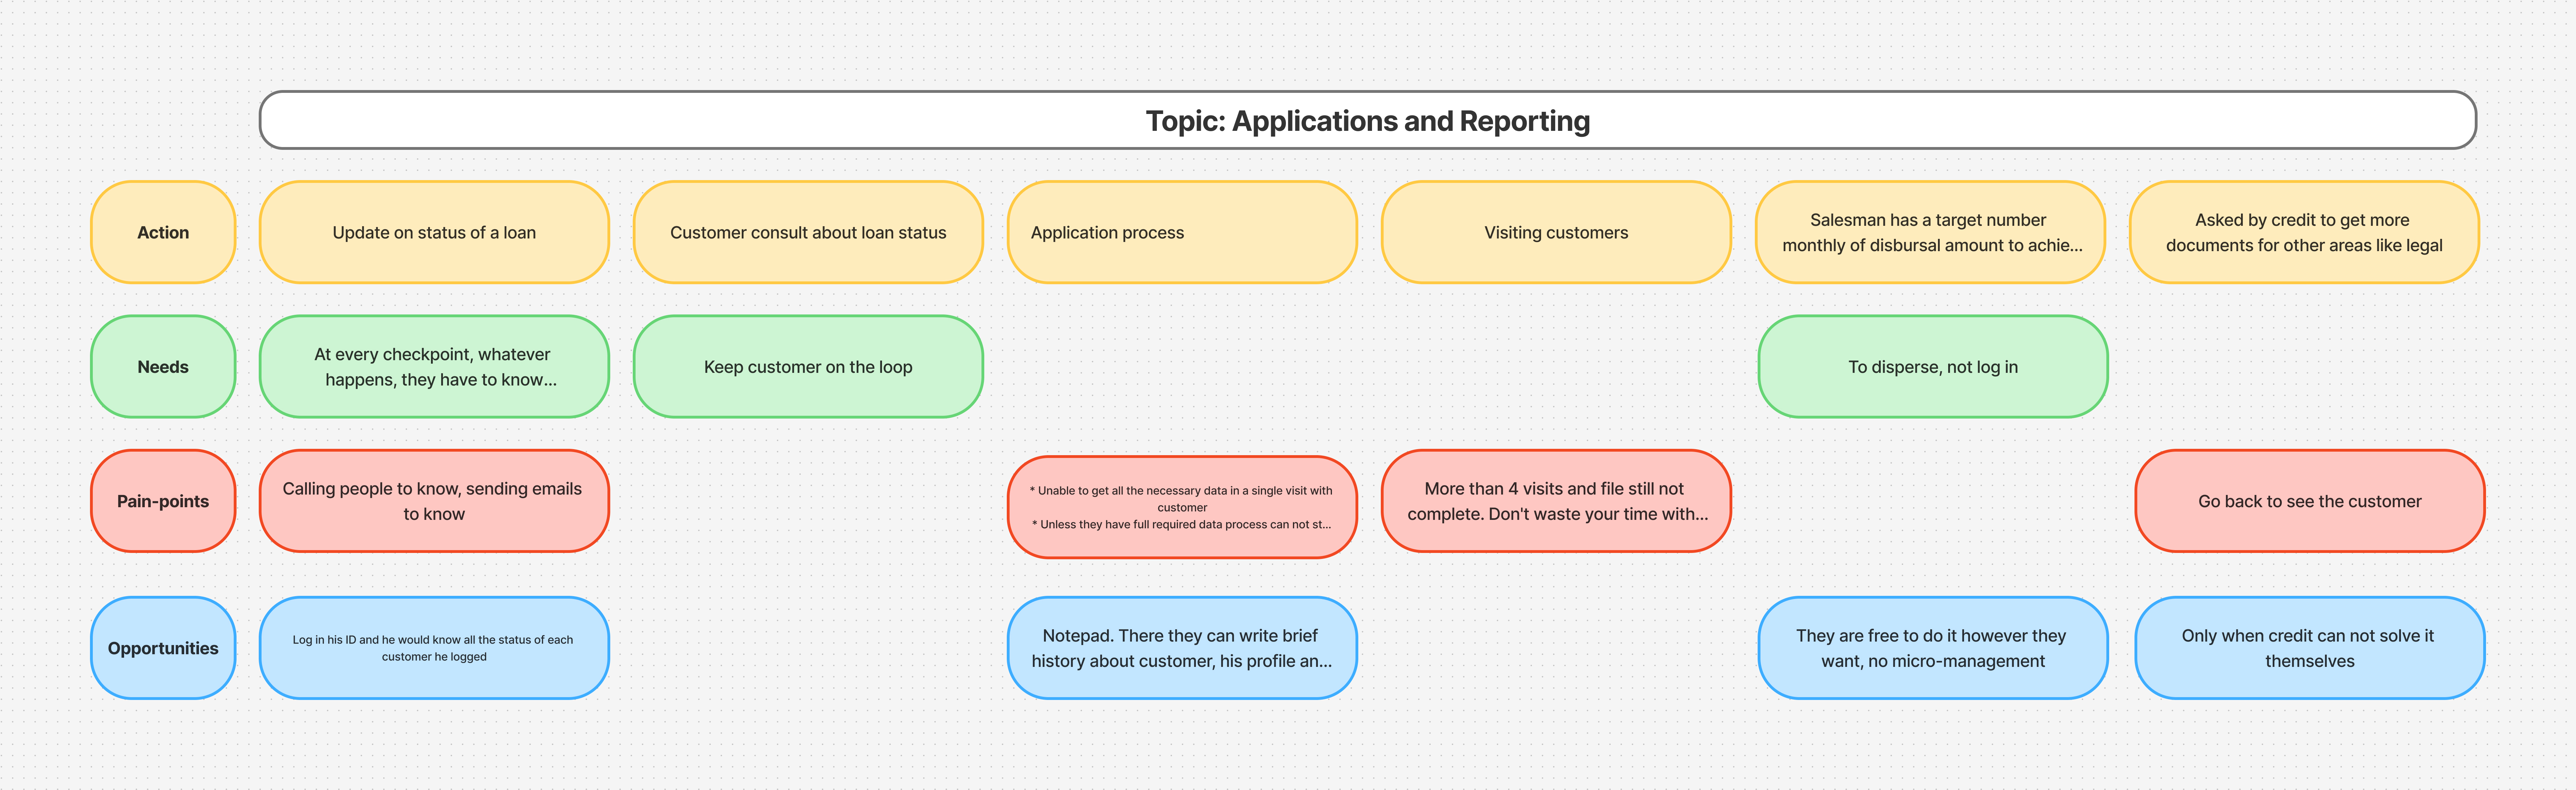 Topic: Applications and Reporting
Action
Update on status of a loan
Customer consult about loan status
Application process
Visiting customers
Salesman has a target number
monthly of disbursal amount to achie...
Asked by credit to get more
documents for other areas like legal
Needs
At every checkpoint, whatever
happens, they have to know...
Keep customer on the loop
To disperse, not log in
Pain-points
Calling people to know, sending emails
to know
* Unable to get all the necessary data in a single visit with
customer
* Unless they have full required data process can not st...
More than 4 visits and file still not
complete. Don't waste your time with...
Go back to see the customer
Opportunities
Log in his ID and he would know all the status of each
customer he logged
Notepad. There they can write brief
history about customer, his profile an...
They are free to do it however they
want, no micro-management
Only when credit can not solve it
themselves